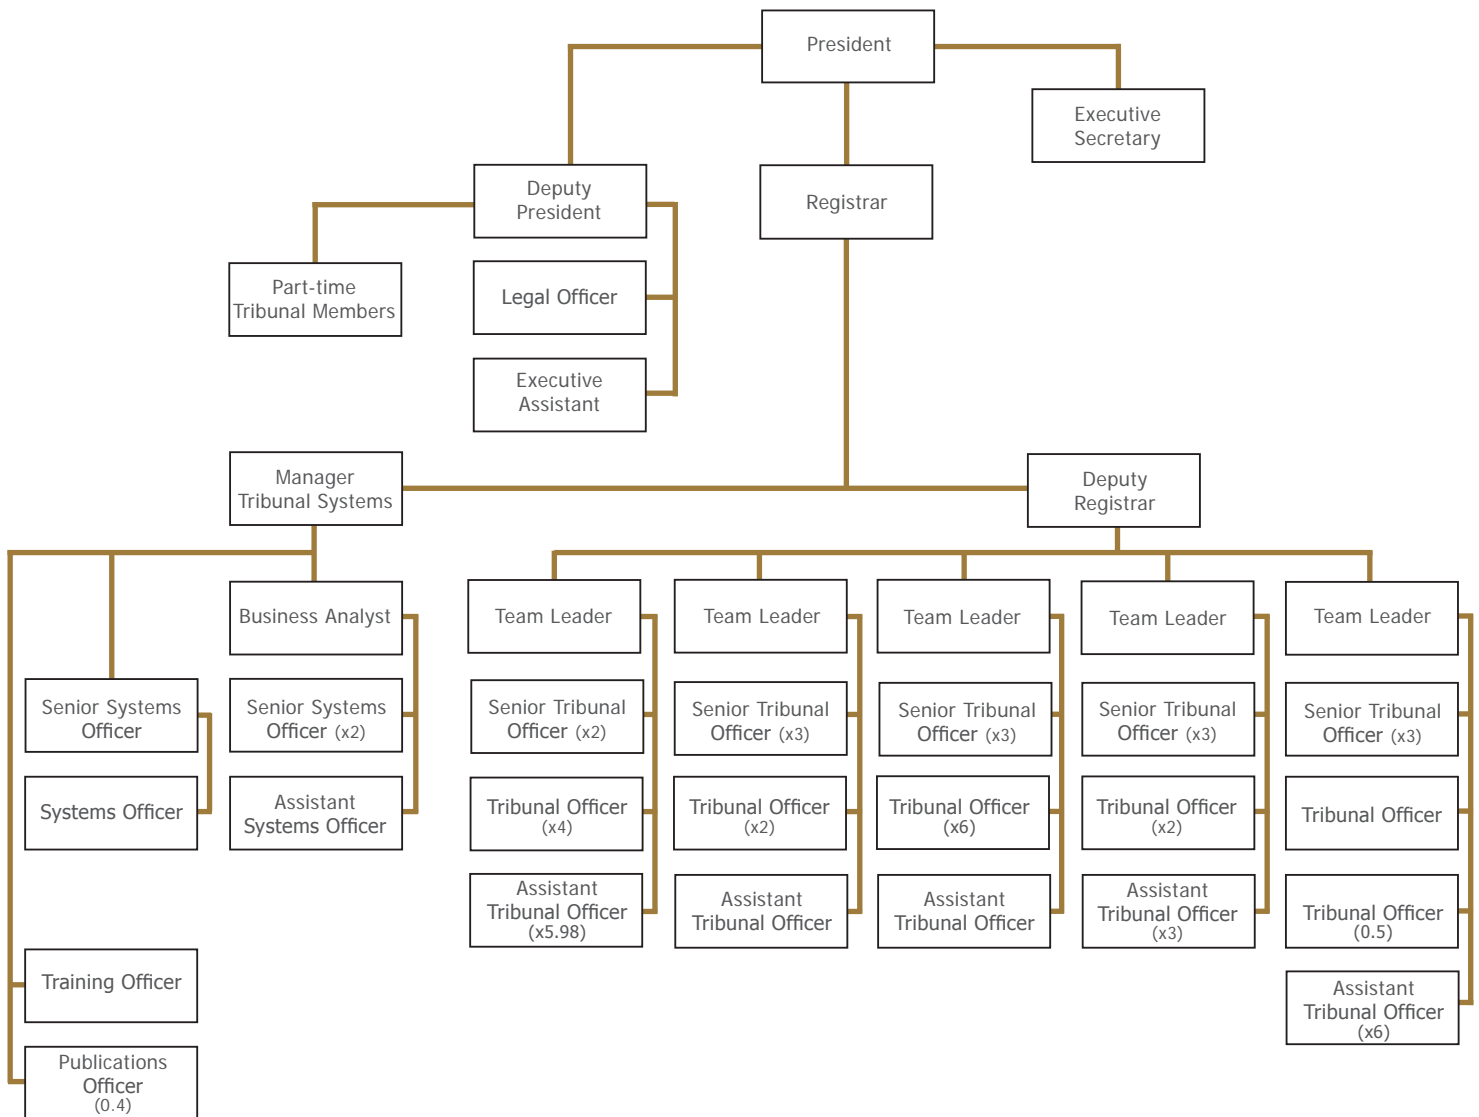 President
Executive
Secretary
Deputy
President
Registrar
Part-time
Tribunal Members
Legal Officer
Executive
Assistant
Manager
Tribunal Systems
Deputy
Registrar
Business Analyst
Senior Systems
Officer
Systems Officer
Senior Systems
Officer (x2)
Assistant
Systems Officer
Training Officer
Publications
Officer
(0.4)
Team Leader
Senior Tribunal
Officer (x2)
Tribunal Officer
(x4)
Assistant
Tribunal Officer
(x5.98)
Team Leader
Senior Tribunal
Officer (x3)
Tribunal Officer
(x2)
Assistant
Tribunal Officer
Team Leader
Senior Tribunal
Officer (x3)
Tribunal Officer
(x6)
Assistant
Tribunal Officer
Team Leader
Senior Tribunal
Officer (x3)
Tribunal Officer
(x2)
Assistant
Tribunal Officer
(x3)
Team Leader
Senior Tribunal
Officer (x3)
Tribunal Officer
Tribunal Officer
(0.5)
Assistant
Tribunal Officer
(x6)